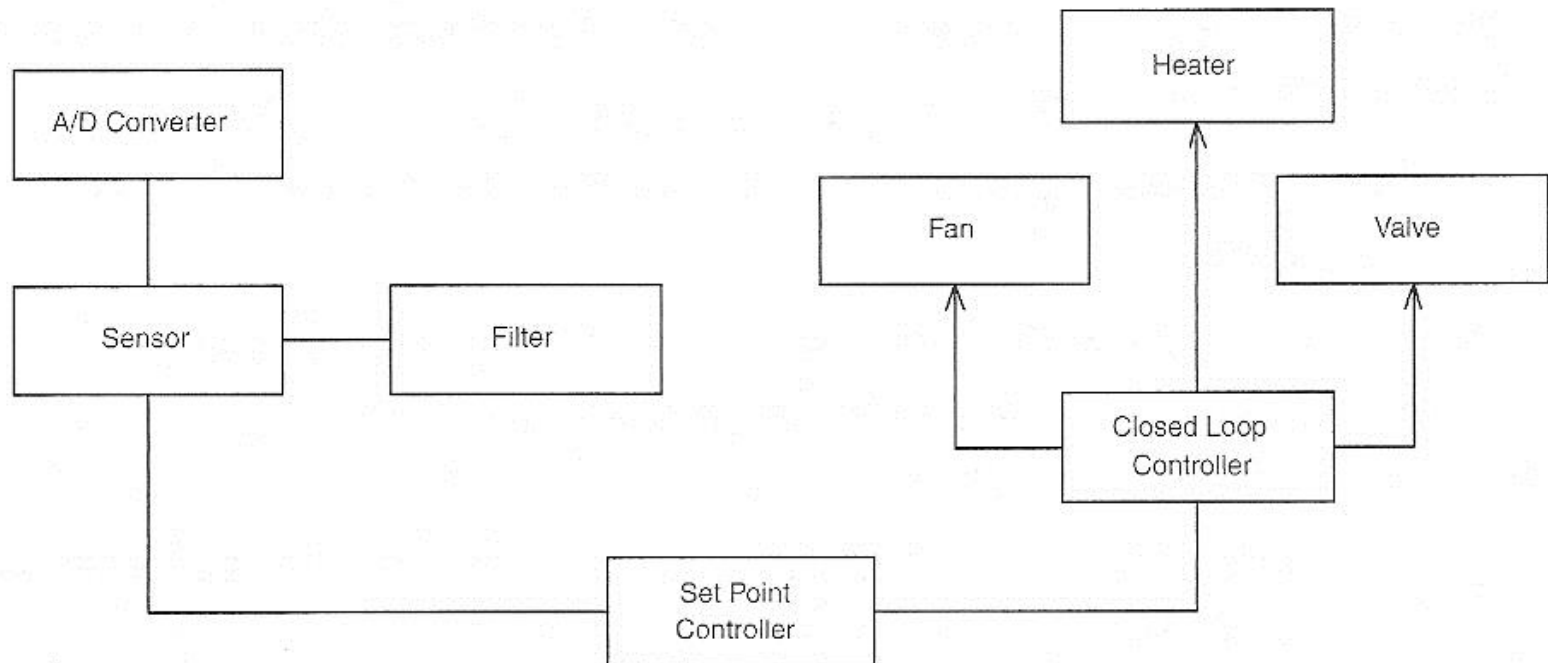 Heater
A/D Converter
Fan
Valve
Sensor
Filter
Closed Loop
Controller
Set Point
Controller